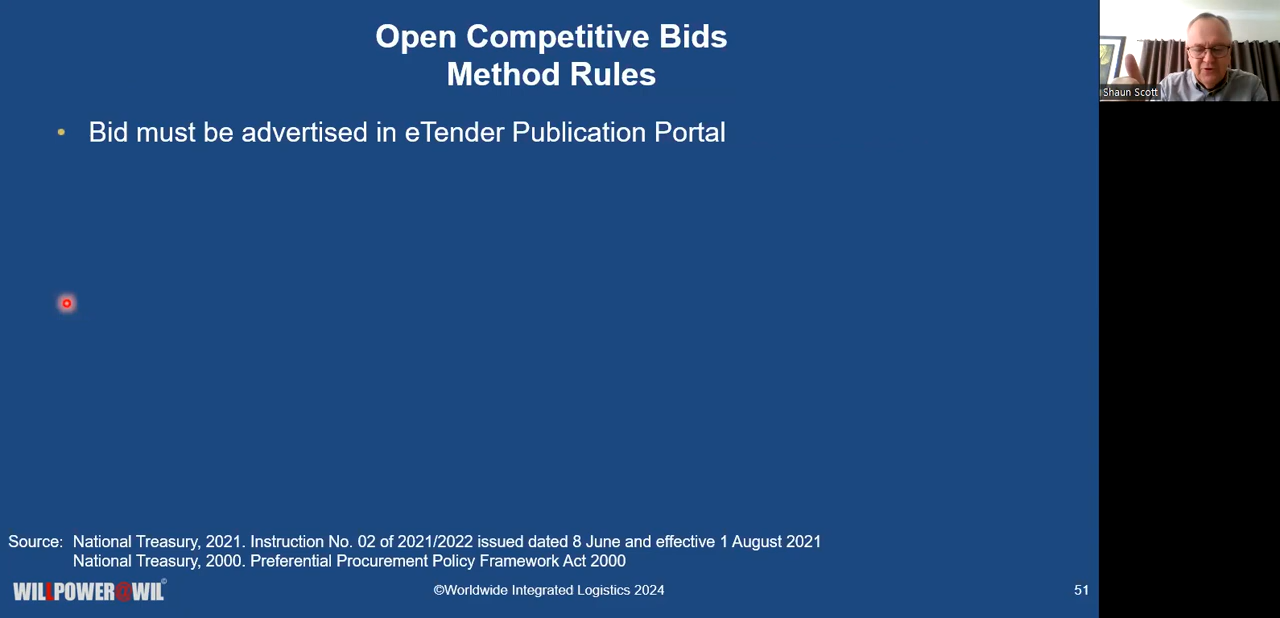 Open Competitive Bids
Method Rules
Shaun Scott
• Bid must be advertised in eTender Publication Portal
Source: National Treasury, 2021. Instruction No. 02 of 2021/2022 issued dated 8 June and effective 1 August 2021
National Treasury, 2000. Preferential Procurement Policy Framework Act 2000
WILLPOWER@WIL©
©Worldwide Integrated Logistics 2024
51